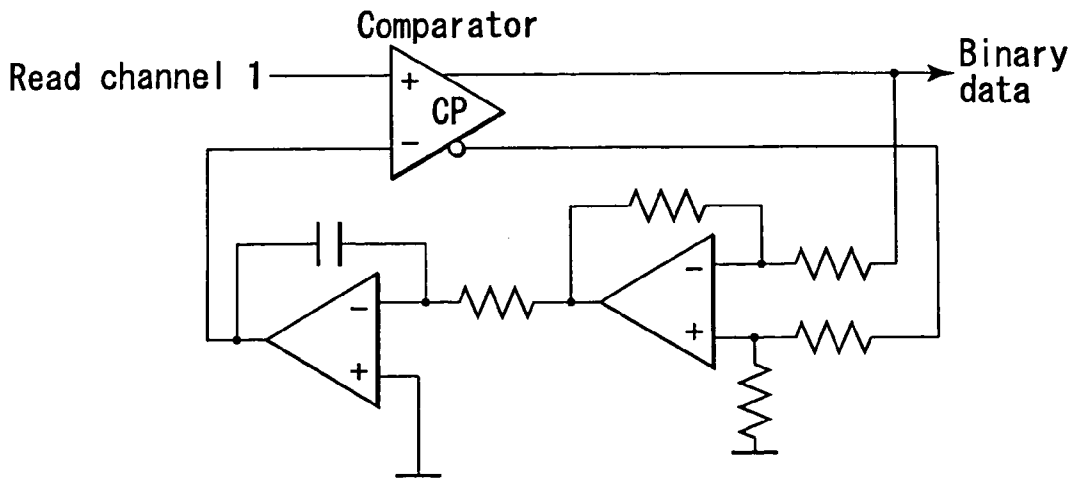 Comparator
Read channel 1
Binary
data
+
CP
−
−
+
−
+